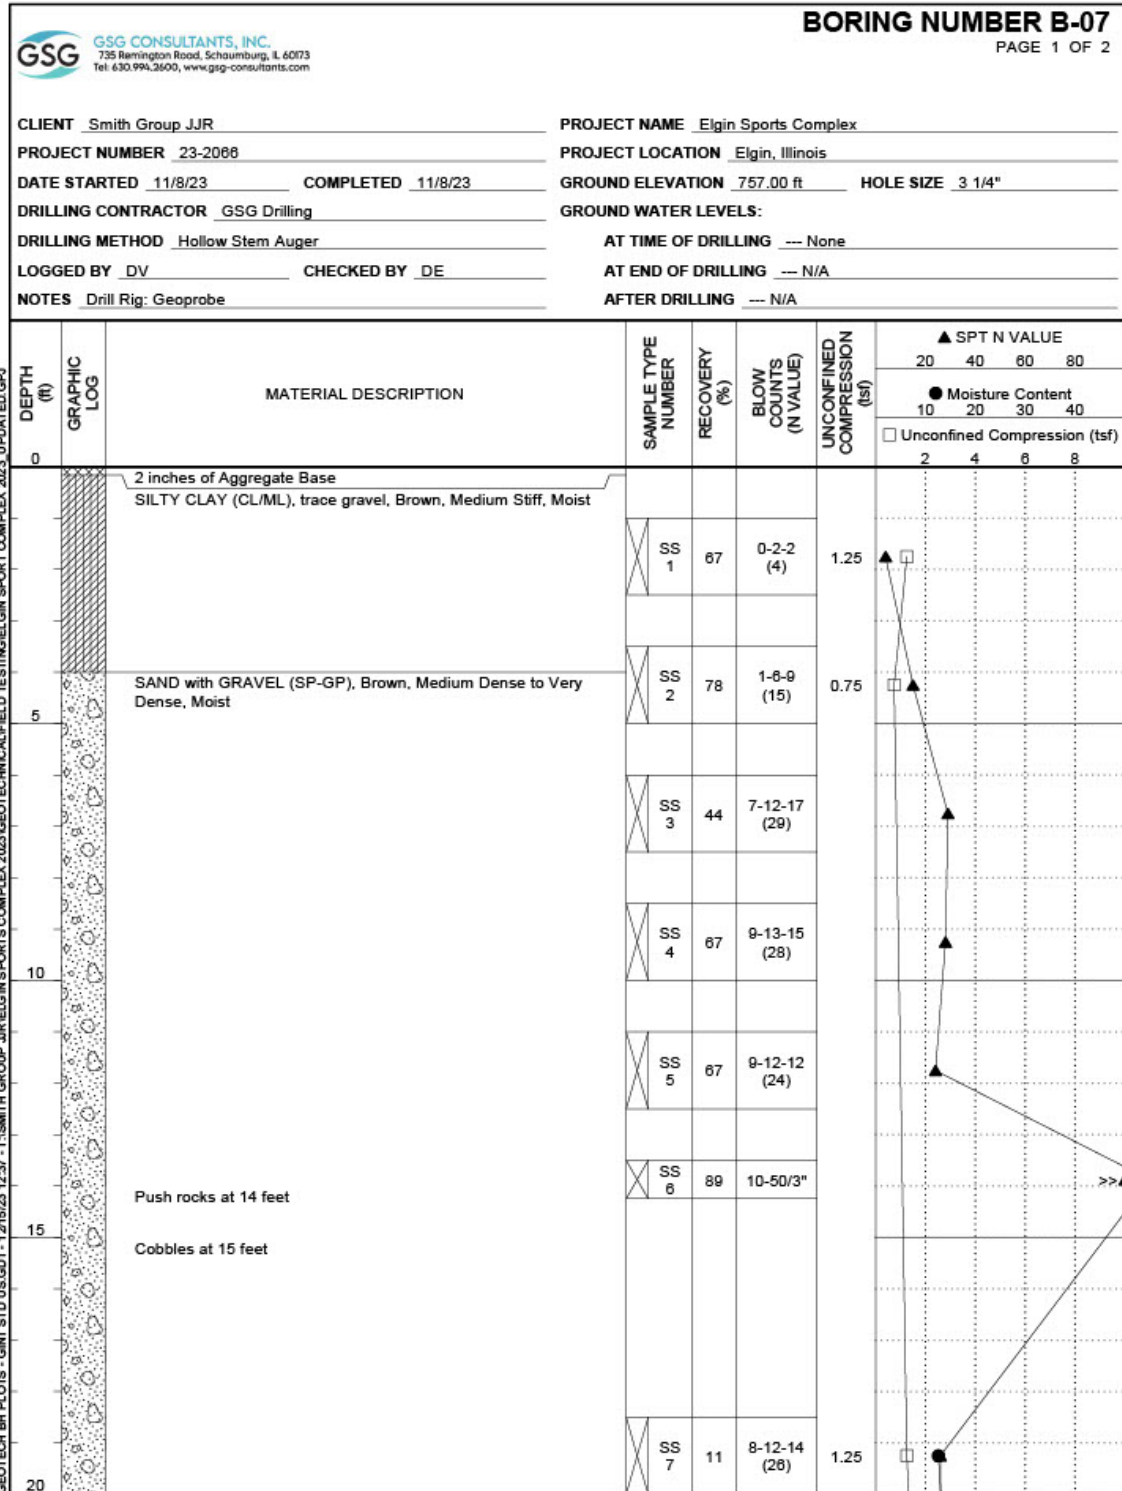 BORING NUMBER B-07
PAGE 1 OF 2
GSG
GSG CONSULTANTS, INC.
735 Remington Road, Schaumburg, IL 60173
Tel: 630.994.2600, www.gsg-consultants.com
CLIENT Smith Group JJR
PROJECT NAME Elgin Sports Complex
PROJECT NUMBER 23-2066
PROJECT LOCATION Elgin, Illinois
DATE STARTED 11/8/23 COMPLETED 11/8/23
GROUND ELEVATION 757.00 ft HOLE SIZE 3 1/4"
DRILLING CONTRACTOR GSG Drilling
GROUND WATER LEVELS:
DRILLING METHOD Hollow Stem Auger
AT TIME OF DRILLING --- None
LOGGED BY DV CHECKED BY DE
AT END OF DRILLING --- N/A
NOTES Drill Rig: Geoprobe
AFTER DRILLING --- N/A
DEPTH
(ft)
GRAPHIC
LOG
MATERIAL DESCRIPTION
SAMPLE TYPE
NUMBER
RECOVERY
(%)
BLOW
COUNTS
(N VALUE)
UNCONFINED
COMPRESSION
(tsf)
▲ SPT N VALUE
20 40 60 80
● Moisture Content
10 20 30 40
□ Unconfined Compression (tsf)
2 4 6 8
0
2 inches of Aggregate Base
SILTY CLAY (CL/ML), trace gravel, Brown, Medium Stiff, Moist
SS
1
67
0-2-2
(4)
1.25
SAND with GRAVEL (SP-GP), Brown, Medium Dense to Very
Dense, Moist
SS
2
78
1-6-9
(15)
0.75
5
SS
3
44
7-12-17
(29)
SS
4
67
9-13-15
(28)
10
SS
5
67
9-12-12
(24)
SS
6
89
10-50/3"
>>
Push rocks at 14 feet
15
Cobbles at 15 feet
SS
7
11
8-12-14
(26)
1.25
20